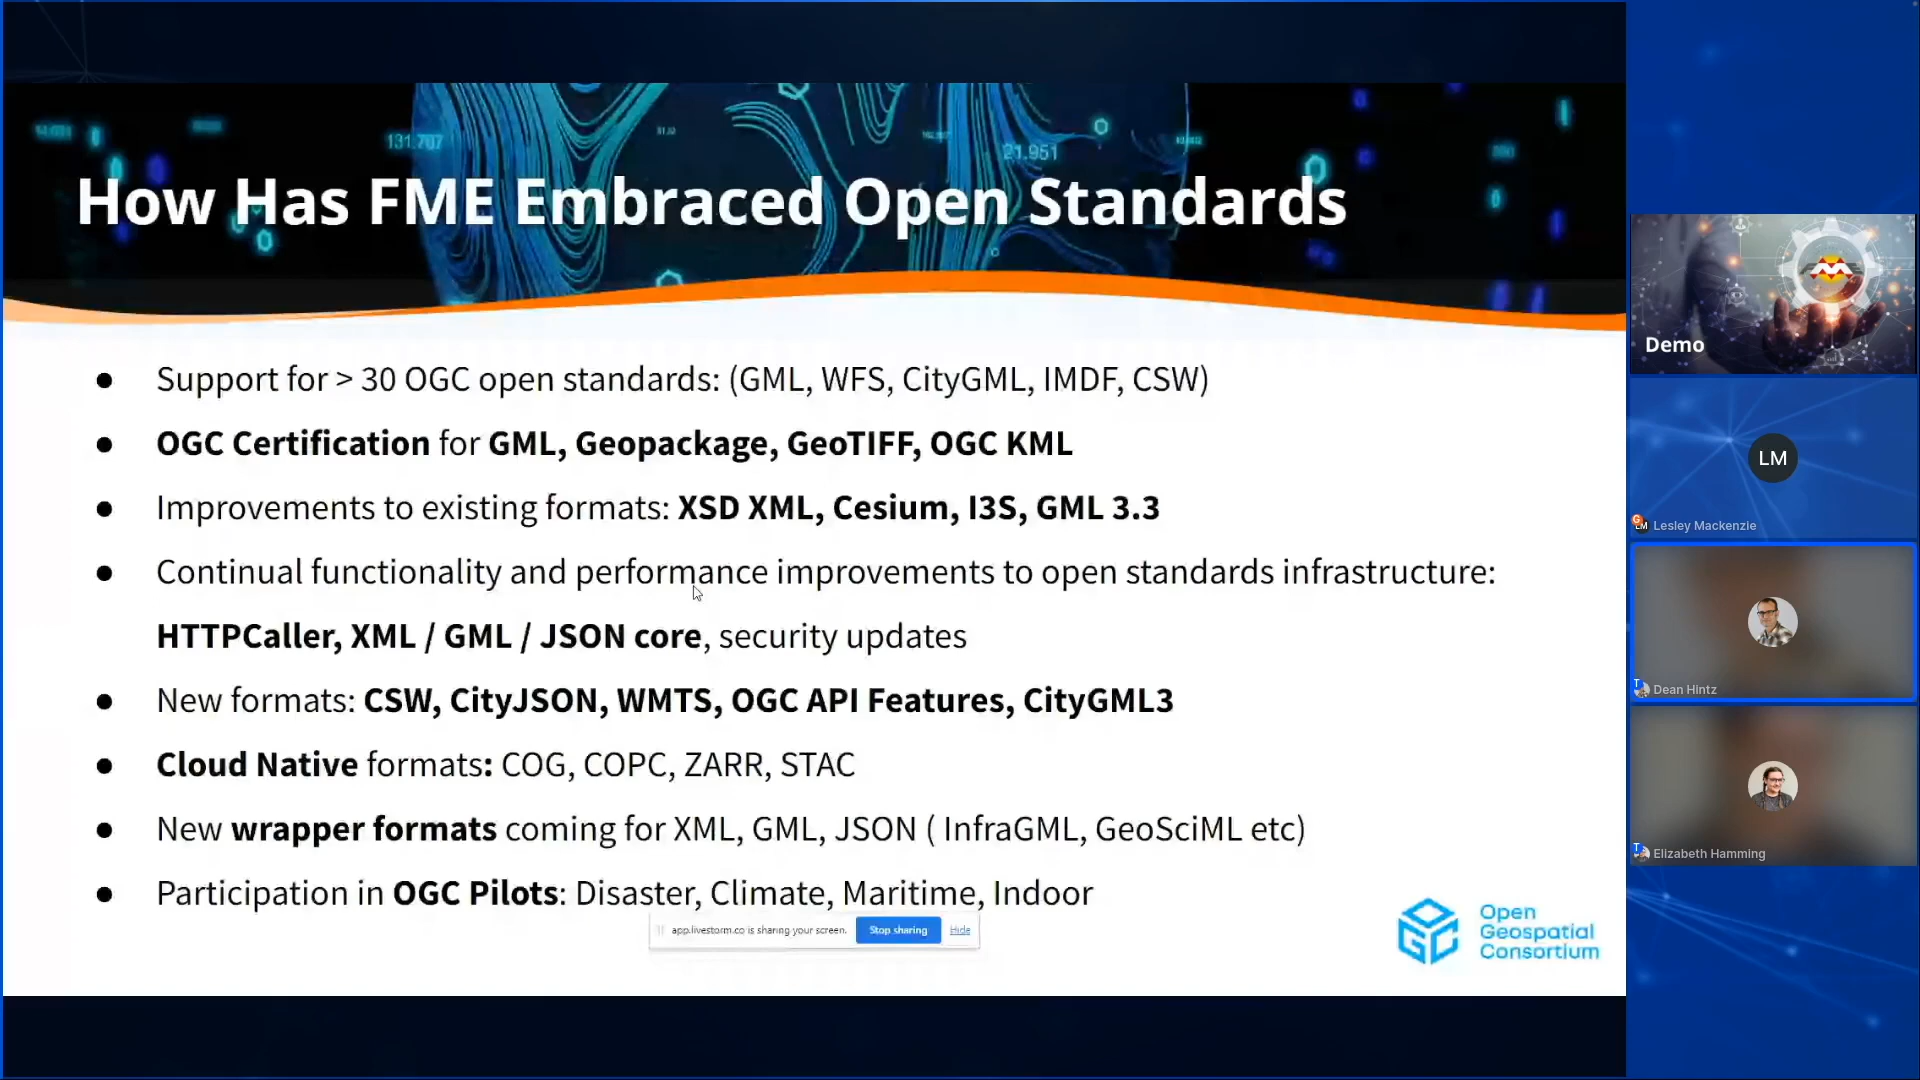 131.707
21.951
How Has FME Embraced Open Standards
● Support for > 30 OGC open standards: (GML, WFS, CityGML, IMDF, CSW)
● OGC Certification for GML, Geopackage, GeoTIFF, OGC KML
● Improvements to existing formats: XSD XML, Cesium, I3S, GML 3.3
● Continual functionality and performance improvements to open standards infrastructure:
HTTPCaller, XML / GML / JSON core, security updates
● New formats: CSW, CityJSON, WMTS, OGC API Features, CityGML3
● Cloud Native formats: COG, COPC, ZARR, STAC
● New wrapper formats coming for XML, GML, JSON ( InfraGML, GeoSciML etc)
● Participation in OGC Pilots: Disaster, Climate, Maritime, Indoor
app.livestorm.co is sharing your screen. Stop sharing Hide
Open
Geospatial
Consortium
Demo
LM
Lesley Mackenzie
Dean Hintz
Elizabeth Hamming